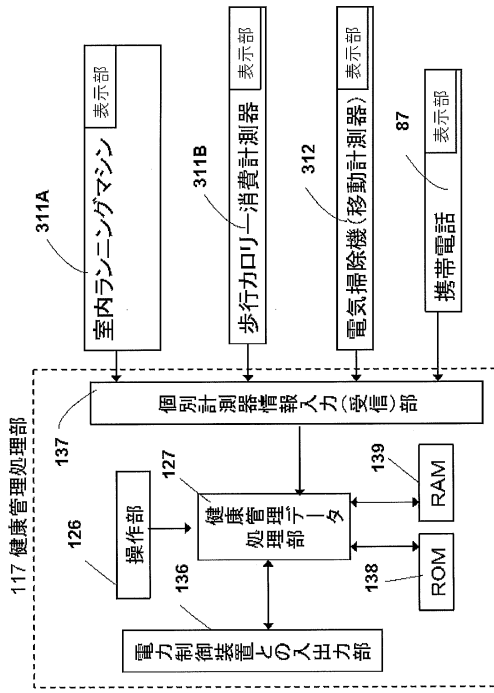 117 健康管理処理部
126
操作部
136
電力制御装置との入出力部
127
健康管理データ
処理部
138
ROM
139
RAM
137
個別計測器情報入力(受信)部
311A
室内ランニングマシン
表示部
311B
歩行カロリー消費計測器
表示部
312
電気掃除機(移動計測器)
表示部
87
携帯電話
表示部